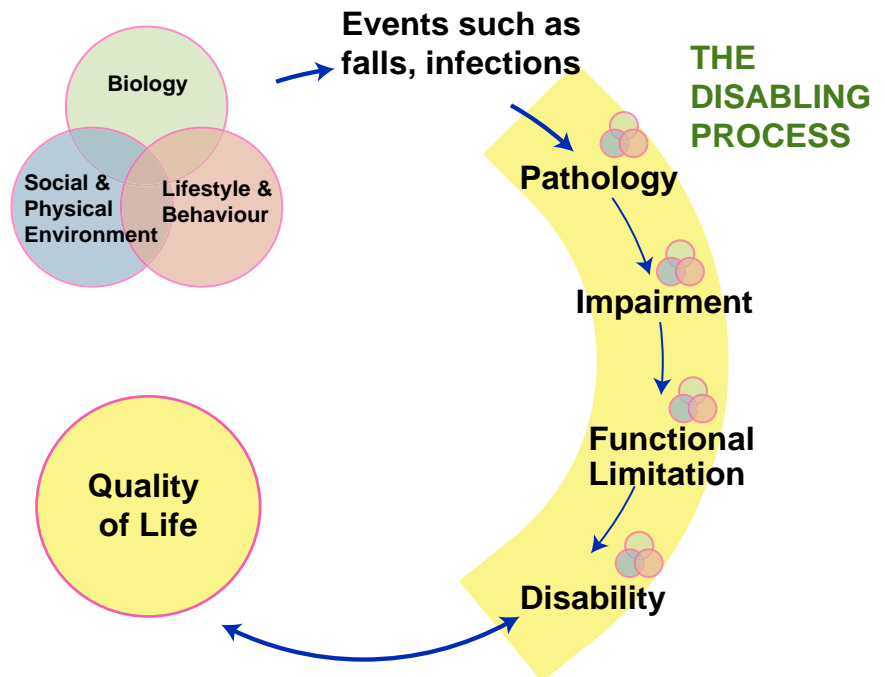 Events such as
falls, infections
THE
DISABLING
PROCESS
Biology
Social &
Physical
Environment
Lifestyle &
Behaviour
Pathology
Impairment
Functional
Limitation
Disability
Quality
of Life